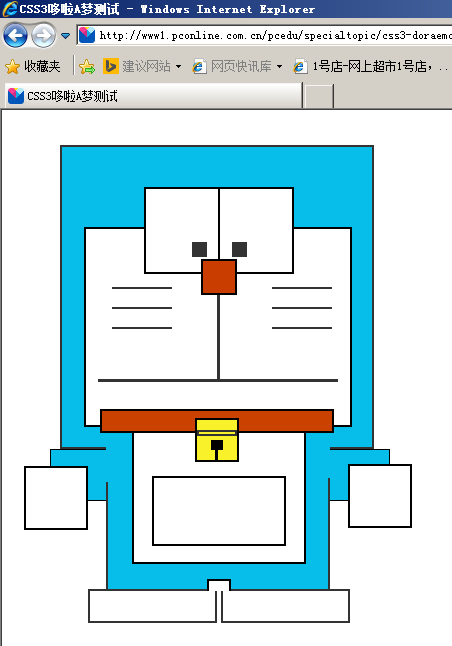 CSS3哆啦A梦测试 - Windows Internet Explorer
http://www1.pconline.com.cn/pcedu/specialtopic/css3-doraemo
收藏夹 建议网站 网页快讯库 1号店-网上超市1号店，..
CSS3哆啦A梦测试